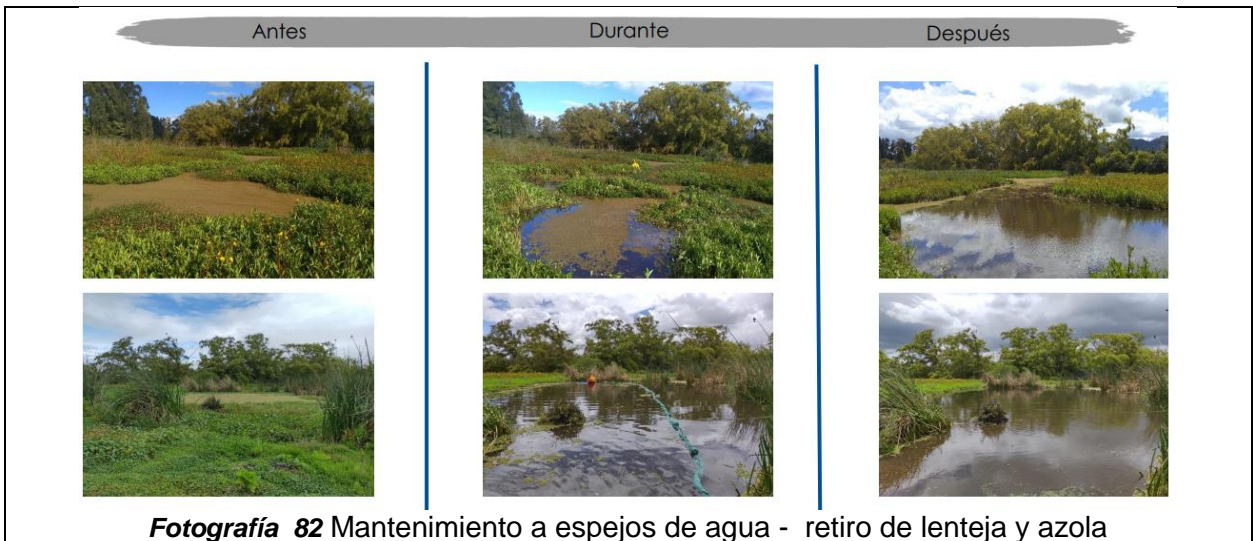 Antes Durante Después
Fotografía 82 Mantenimiento a espejos de agua - retiro de lenteja y azola